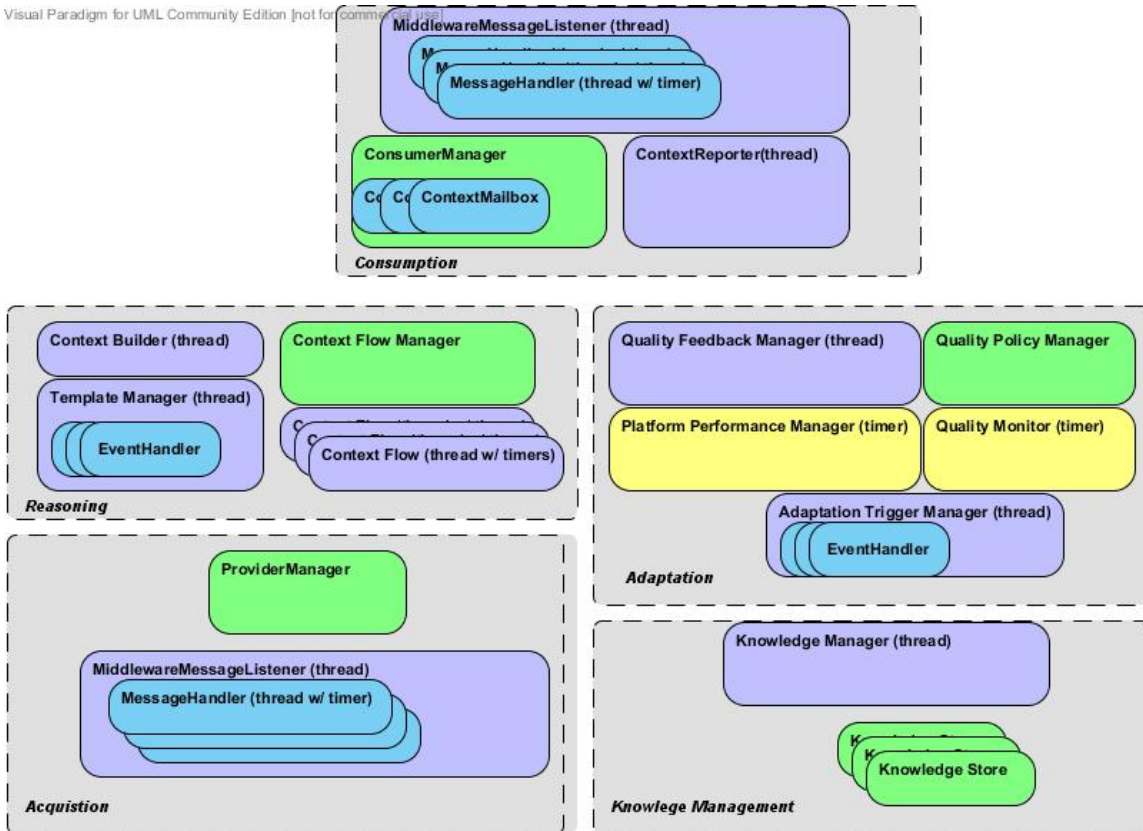 Visual Paradigm for UML Community Edition [not for commercial use]
MiddlewareMessageListener (thread)
MessageHandler (thread w/ timer)
ConsumerManager
ContextReporter(thread)
Co
Co
ContextMailbox
Consumption
Context Builder (thread)
Context Flow Manager
Template Manager (thread)
EventHandler
Context Flow (thread w/ timers)
Reasoning
Quality Feedback Manager (thread)
Quality Policy Manager
Platform Performance Manager (timer)
Quality Monitor (timer)
Adaptation Trigger Manager (thread)
EventHandler
Adaptation
ProviderManager
MiddlewareMessageListener (thread)
MessageHandler (thread w/ timer)
Acquistion
Knowledge Manager (thread)
Knowledge Store
Knowlege Management